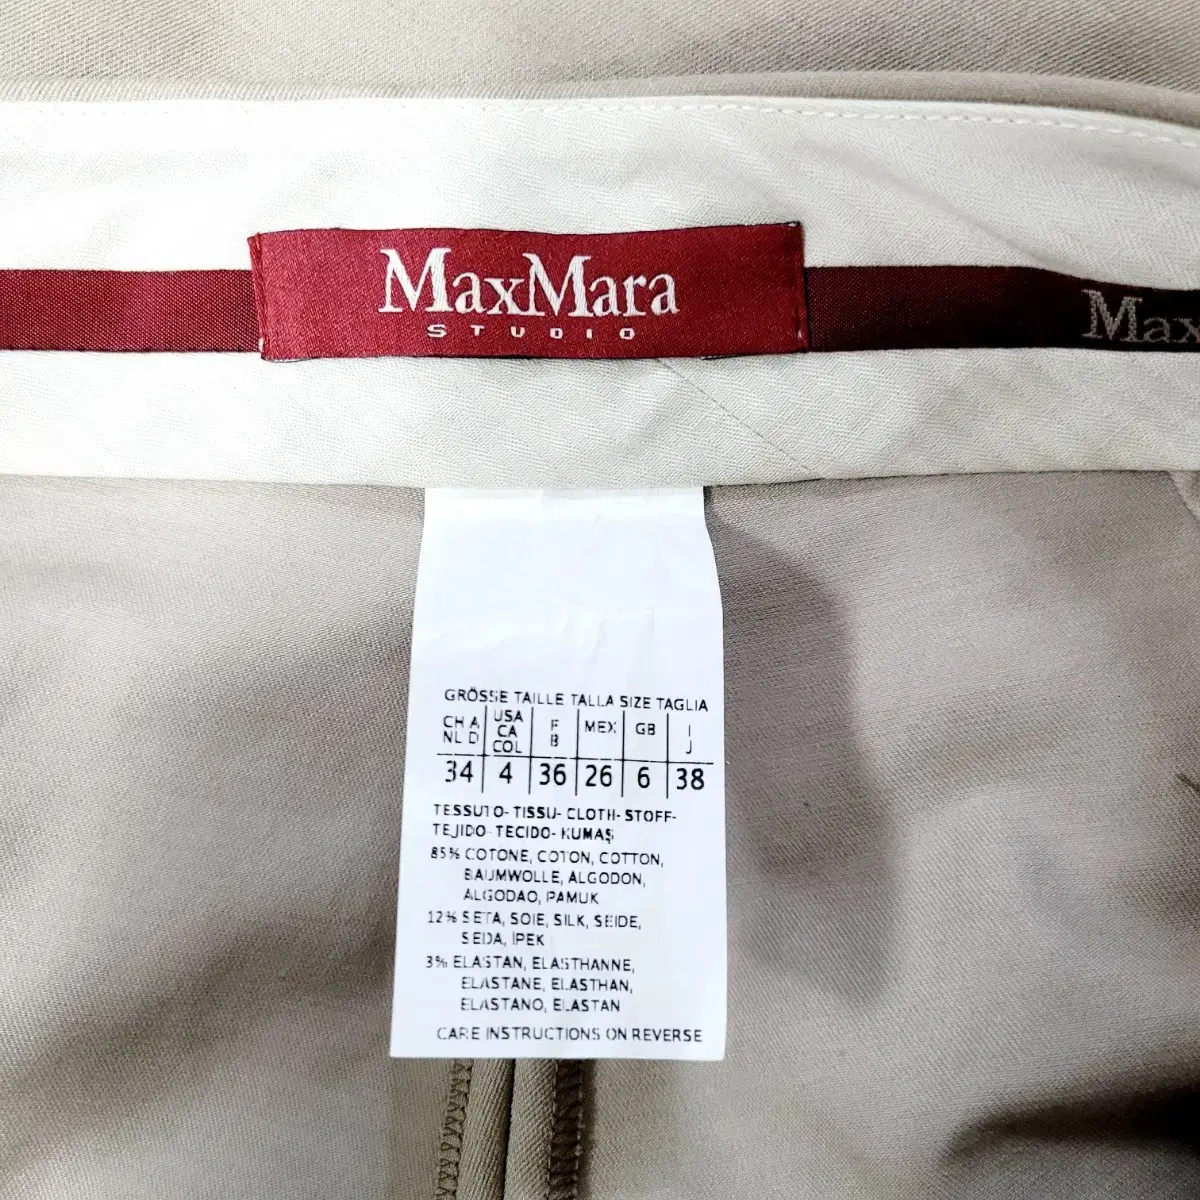 MaxMara
STUDIO
Max
GRÖSSE TAILLE TALLA SIZE TAGLIA
CH A NL D USA CA COL F B MEX GB I J
34 4 36 26 6 38
TESSUTO- TISSU- CLOTH- STOFF-
TEJIDO- TECIDO- KUMAŞ
85% COTONE, COTON, COTTON,
BAUMWOLLE, ALGODON,
ALGODAO, PAMUK
12% SETA, SOIE, SILK, SEIDE,
SEDA, İPEK
3% ELASTAN, ELASTHANNE,
ELASTANE, ELASTHAN,
ELASTANO, ELASTAN
CARE INSTRUCTIONS ON REVERSE